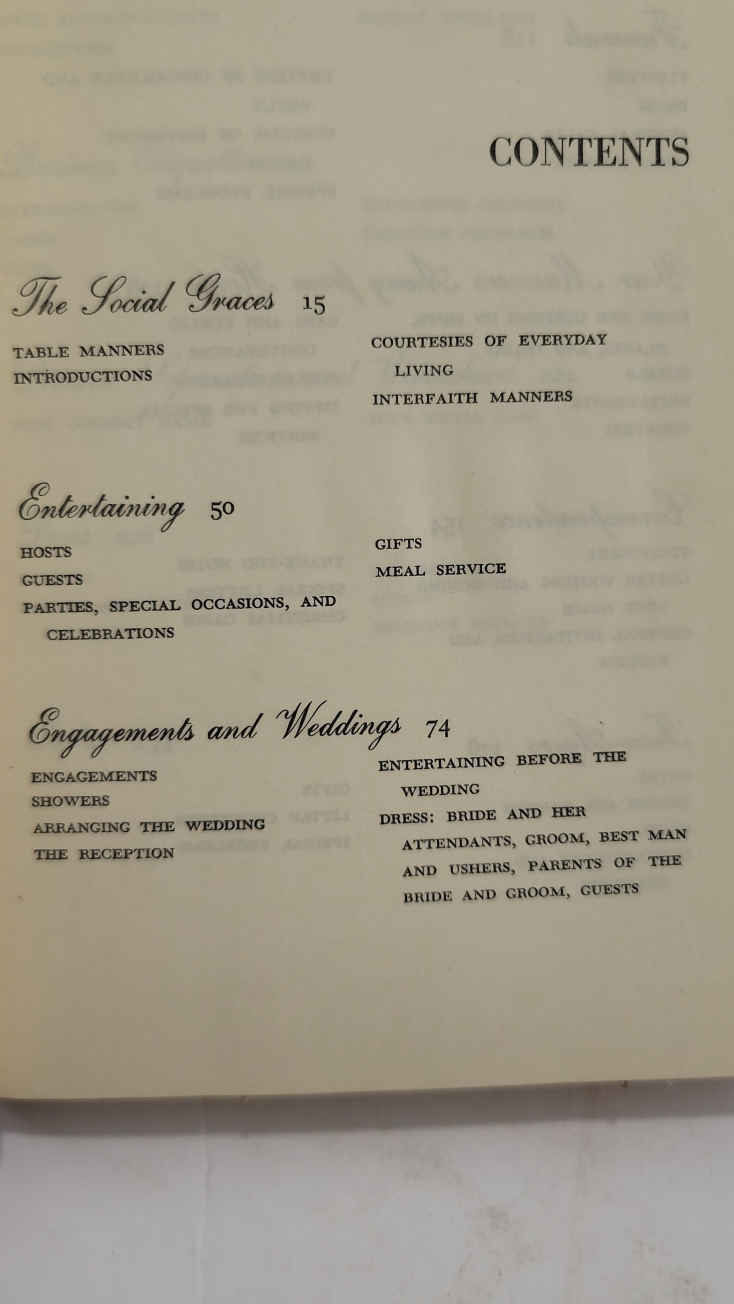 CONTENTS
The Social Graces 15
TABLE MANNERS
INTRODUCTIONS
COURTESIES OF EVERYDAY
LIVING
INTERFAITH MANNERS
Entertaining 50
HOSTS
GUESTS
PARTIES, SPECIAL OCCASIONS, AND
CELEBRATIONS
GIFTS
MEAL SERVICE
Engagements and Weddings 74
ENGAGEMENTS
SHOWERS
ARRANGING THE WEDDING
THE RECEPTION
ENTERTAINING BEFORE THE
WEDDING
DRESS: BRIDE AND HER
ATTENDANTS, GROOM, BEST MAN
AND USHERS, PARENTS OF THE
BRIDE AND GROOM, GUESTS